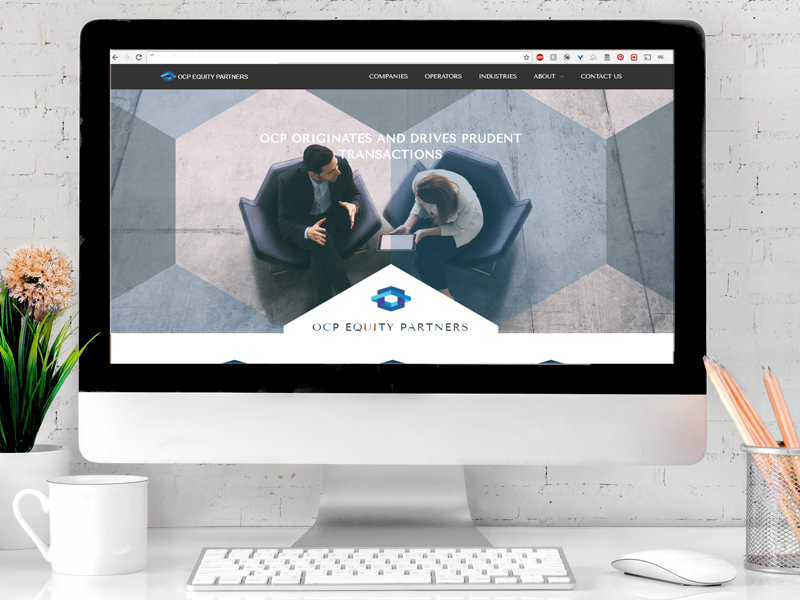 OCP EQUITY PARTNERS
COMPANIES OPERATORS INDUSTRIES ABOUT CONTACT US
OCP ORIGINATES AND DRIVES PRUDENT
TRANSACTIONS
OCP EQUITY PARTNERS